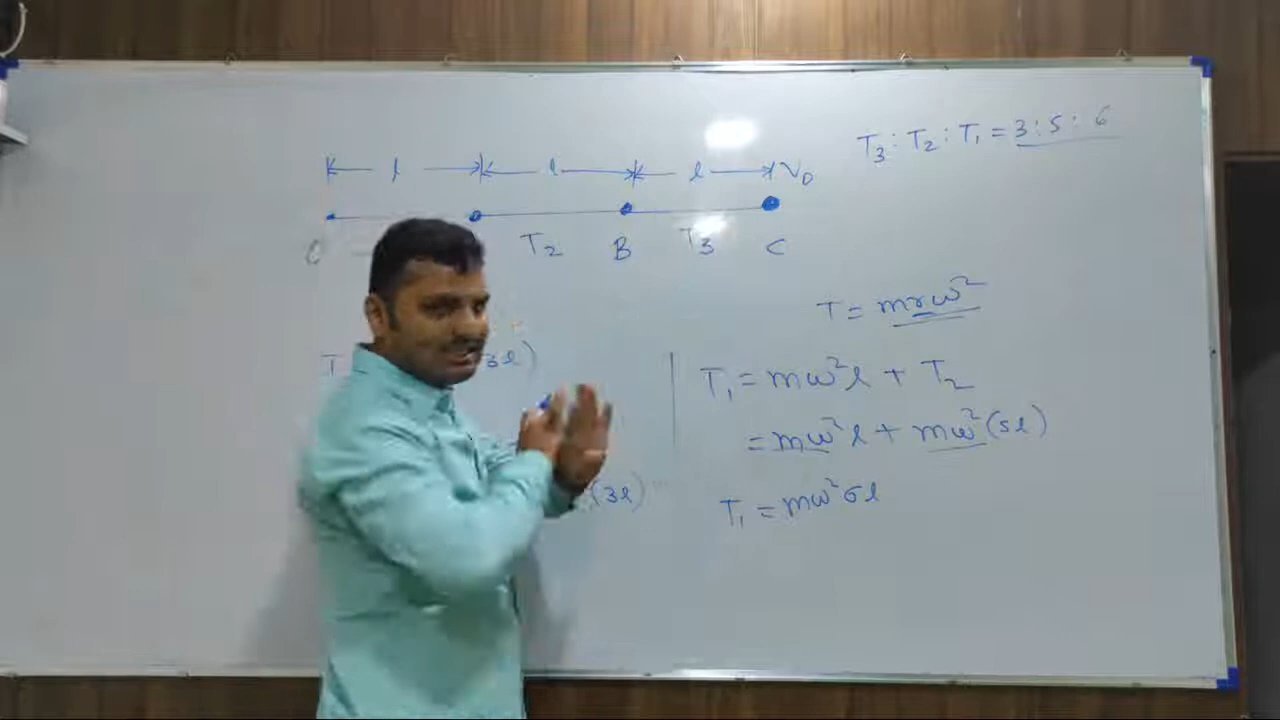 T₃ : T₂ : T₁ = 3 : 5 : 6
l l l V₀
T₂ B T₃ C
T = mrω²
T 3l)
T₁ = mω²l + T₂
= mω²l + mω²(5l)
(3l)
T₁ = mω²6l